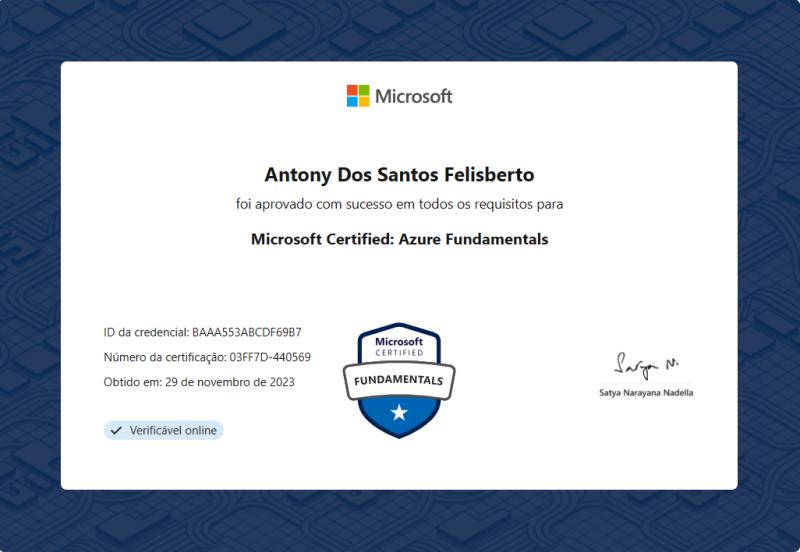 Microsoft
Antony Dos Santos Felisberto
foi aprovado com sucesso em todos os requisitos para
Microsoft Certified: Azure Fundamentals
ID da credencial: BAAA553ABCDF69B7
Número da certificação: 03FF7D-440569
Obtido em: 29 de novembro de 2023
Verificável online
Microsoft
CERTIFIED
FUNDAMENTALS
Satya N.
Satya Narayana Nadella